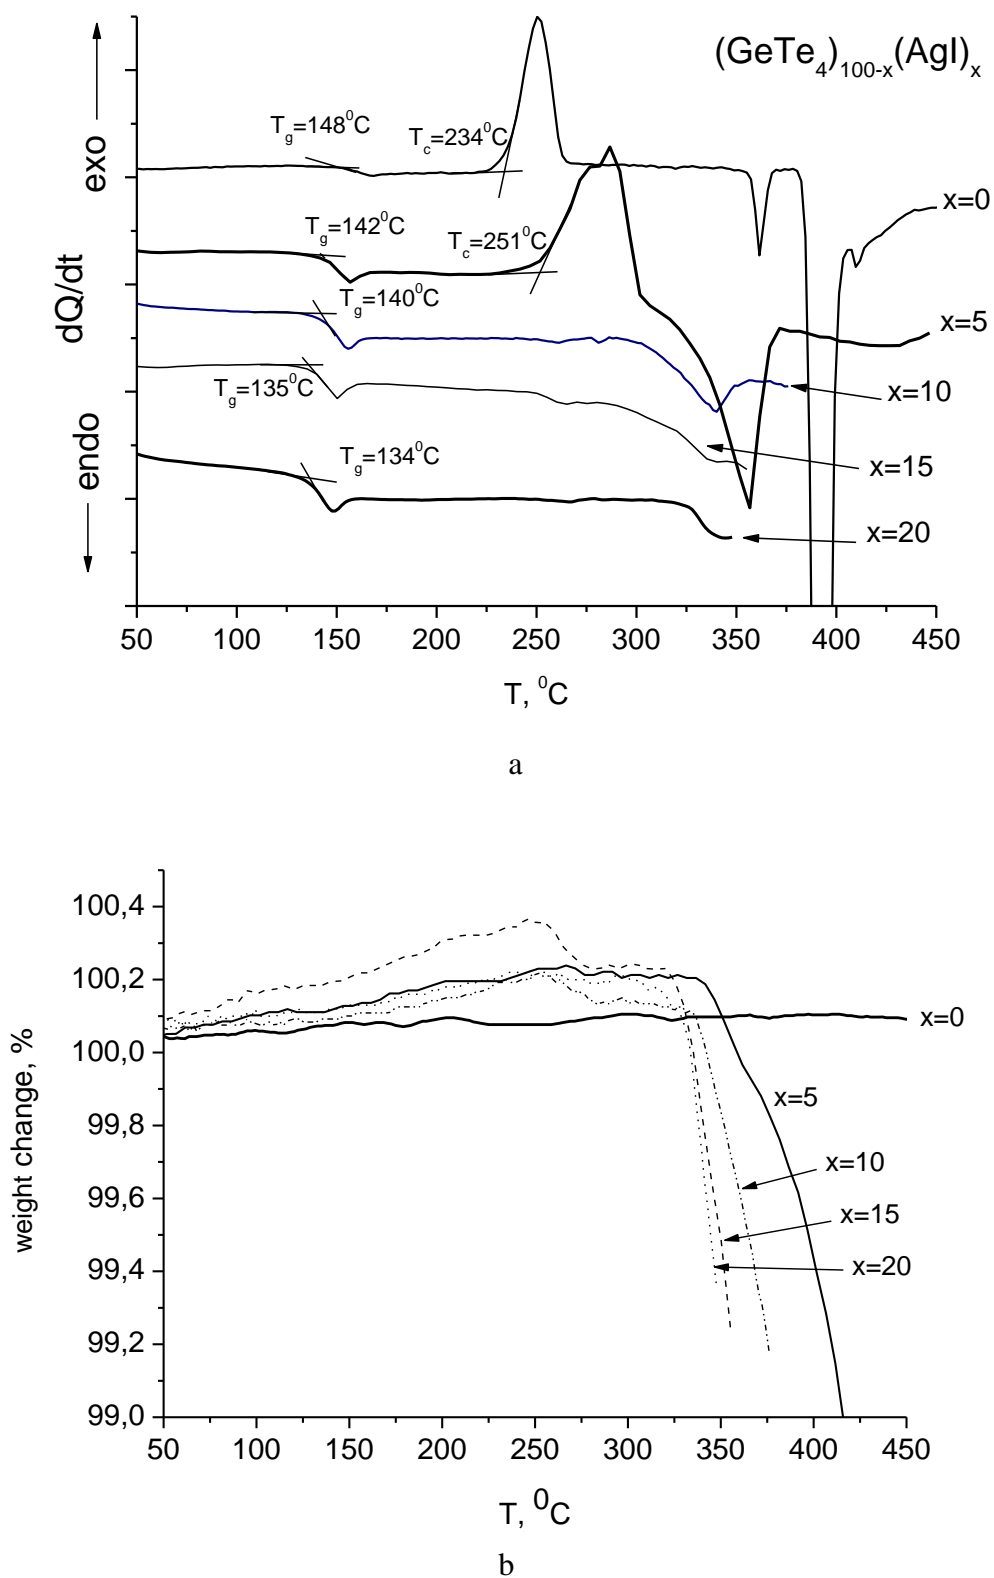 (GeTe4)100-x(AgI)x
exo
dQ/dt
endo
Tg=148⁰C
Tc=234⁰C
x=0
Tg=142⁰C
Tc=251⁰C
Tg=140⁰C
x=5
Tg=135⁰C
x=10
Tg=134⁰C
x=15
x=20
50 100 150 200 250 300 350 400 450
T, ⁰C
a
weight change, %
100,4
100,2
100,0
99,8
99,6
99,4
99,2
99,0
x=0
x=5
x=10
x=15
x=20
50 100 150 200 250 300 350 400 450
T, ⁰C
b